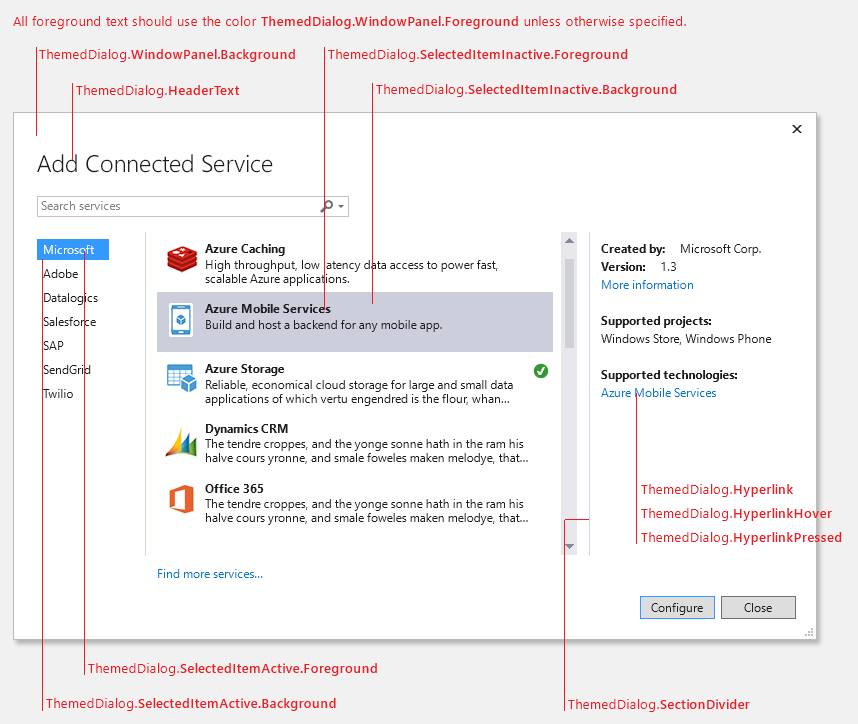 All foreground text should use the color ThemedDialog.WindowPanel.Foreground unless otherwise specified.
ThemedDialog.WindowPanel.Background
ThemedDialog.SelectedItemInactive.Foreground
ThemedDialog.HeaderText
ThemedDialog.SelectedItemInactive.Background
Add Connected Service
Search services
Microsoft
Adobe
Datalogics
Salesforce
SAP
SendGrid
Twilio
Azure Caching
High throughput, low latency data access to power fast,
scalable Azure applications.
Azure Mobile Services
Build and host a backend for any mobile app.
Azure Storage
Reliable, economical cloud storage for large and small data
applications of which vertu engendred is the flour, whan...
Dynamics CRM
The tendre croppes, and the yonge sonne hath in the ram his
halve cours yronne, and smale foweles maken melodye, that...
Office 365
The tendre croppes, and the yonge sonne hath in the ram his
halve cours yronne, and smale foweles maken melodye, that...
Find more services...
Created by: Microsoft Corp.
Version: 1.3
More information
Supported projects:
Windows Store, Windows Phone
Supported technologies:
Azure Mobile Services
ThemedDialog.Hyperlink
ThemedDialog.HyperlinkHover
ThemedDialog.HyperlinkPressed
Configure
Close
ThemedDialog.SelectedItemActive.Foreground
ThemedDialog.SelectedItemActive.Background
ThemedDialog.SectionDivider